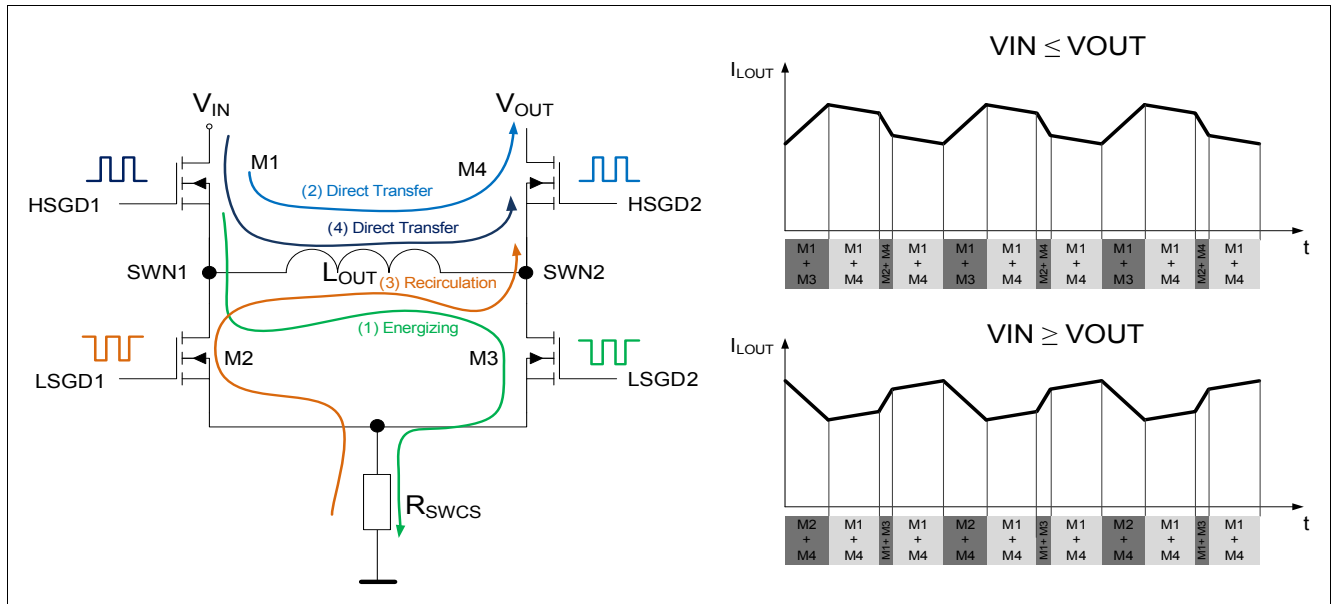 VIN
VOUT
M1
M4
(2) Direct Transfer
HSGD1
HSGD2
(4) Direct Transfer
SWN1
LOUT
SWN2
(3) Recirculation
(1) Energizing
M2
M3
LSGD1
LSGD2
RSWCS
VIN ≤ VOUT
ILOUT
t
M1 + M3
M1 + M4
M2+ M4
M1 + M4
M1 + M3
M1 + M4
M2+ M4
M1 + M4
M1 + M3
M1 + M4
M2+ M4
M1 + M4
VIN ≥ VOUT
ILOUT
t
M2 + M4
M1 + M4
M1+ M3
M1 + M4
M2 + M4
M1 + M4
M1+ M3
M1 + M4
M2 + M4
M1 + M4
M1+ M3
M1 + M4